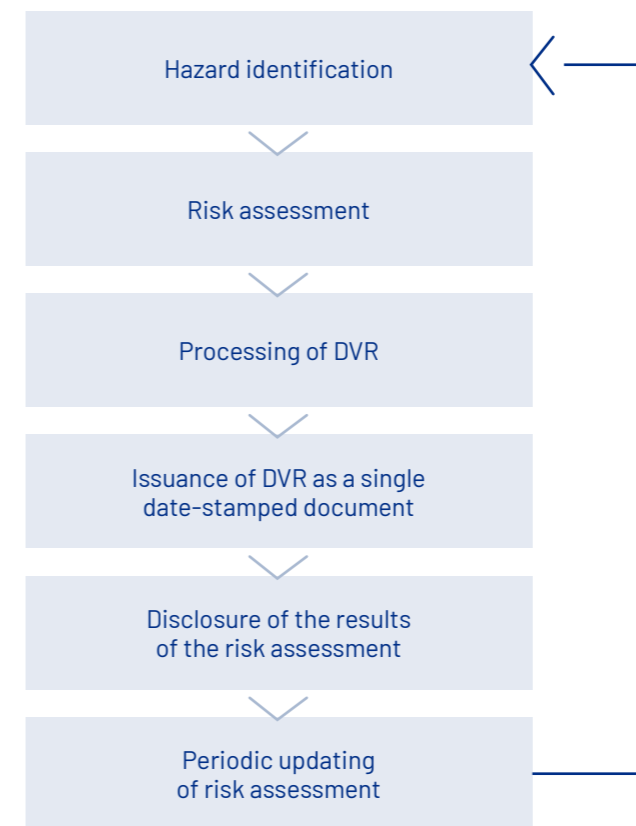 Hazard identification
Risk assessment
Processing of DVR
Issuance of DVR as a single
date-stamped document
Disclosure of the results
of the risk assessment
Periodic updating
of risk assessment